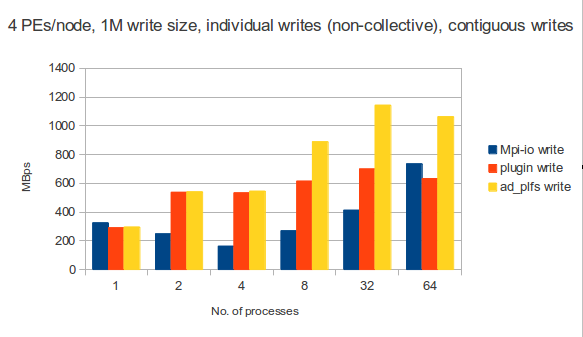 4 PEs/node, 1M write size, individual writes (non-collective), contiguous writes
1400
1200
1000
800
600
400
200
0
MBps
1 2 4 8 32 64
No. of processes
Mpi-io write
plugin write
ad_plfs write